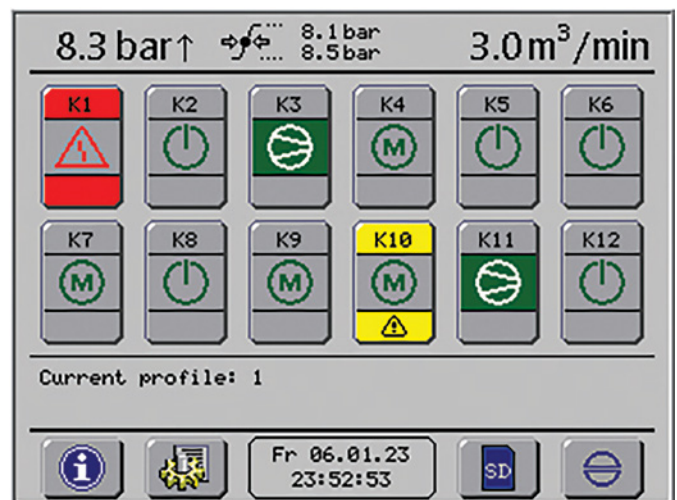 8.3 bar↑ 8.1 bar 3.0 m³/min
8.5 bar
K1 K2 K3 K4 K5 K6
M
K7 K8 K9 K10 K11 K12
M M M
Current profile: 1
Fr 06.01.23
23:52:53
SD